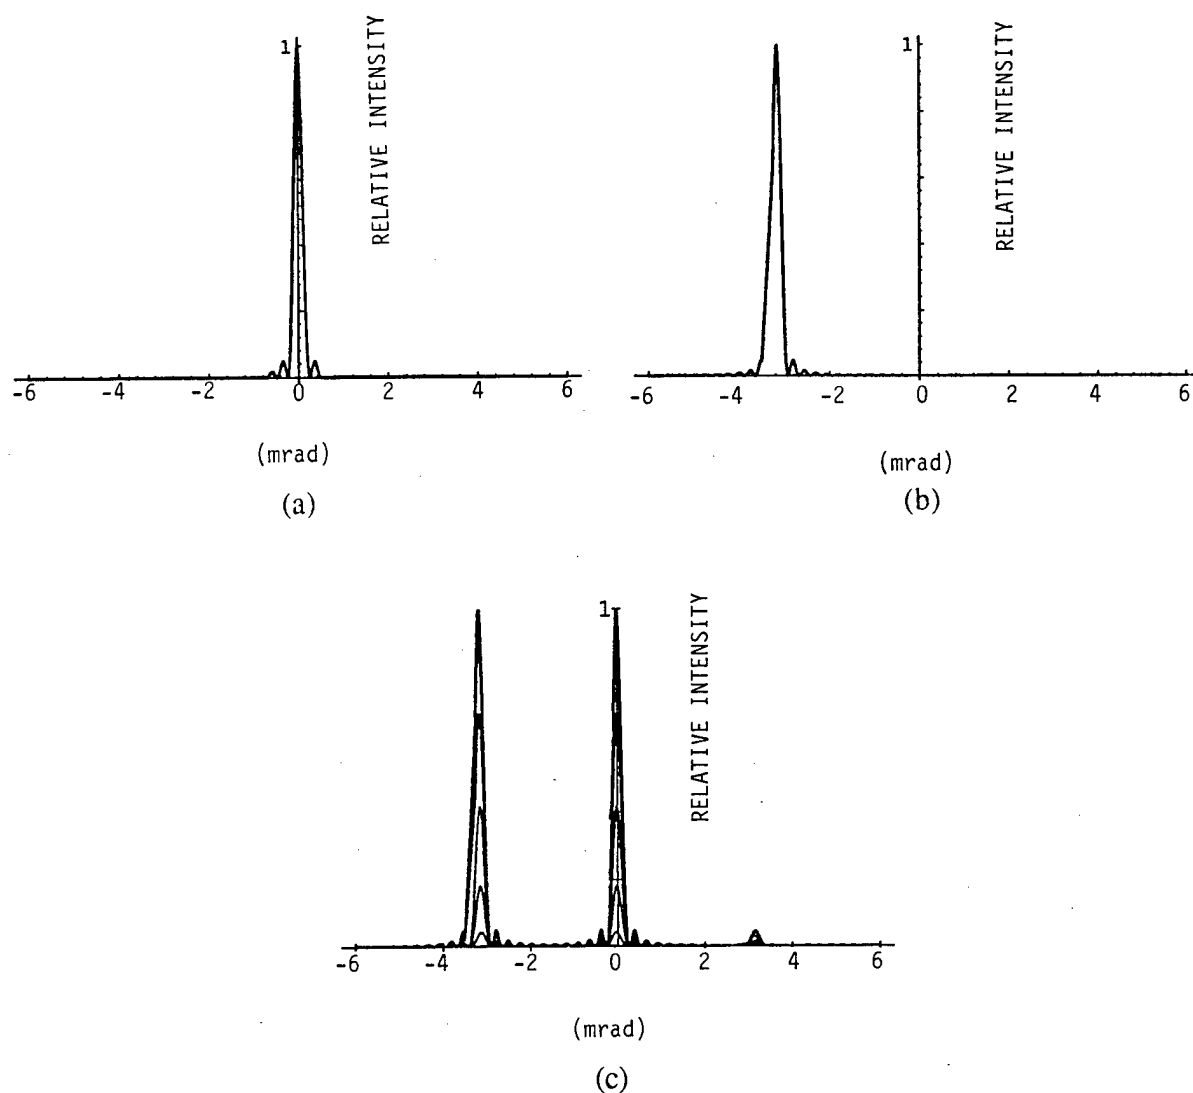 1
RELATIVE INTENSITY
-6 -4 -2 0 2 4 6
(mrad)
(a)
1
RELATIVE INTENSITY
-6 -4 -2 0 2 4 6
(mrad)
(b)
1
RELATIVE INTENSITY
-6 -4 -2 0 2 4 6
(mrad)
(c)